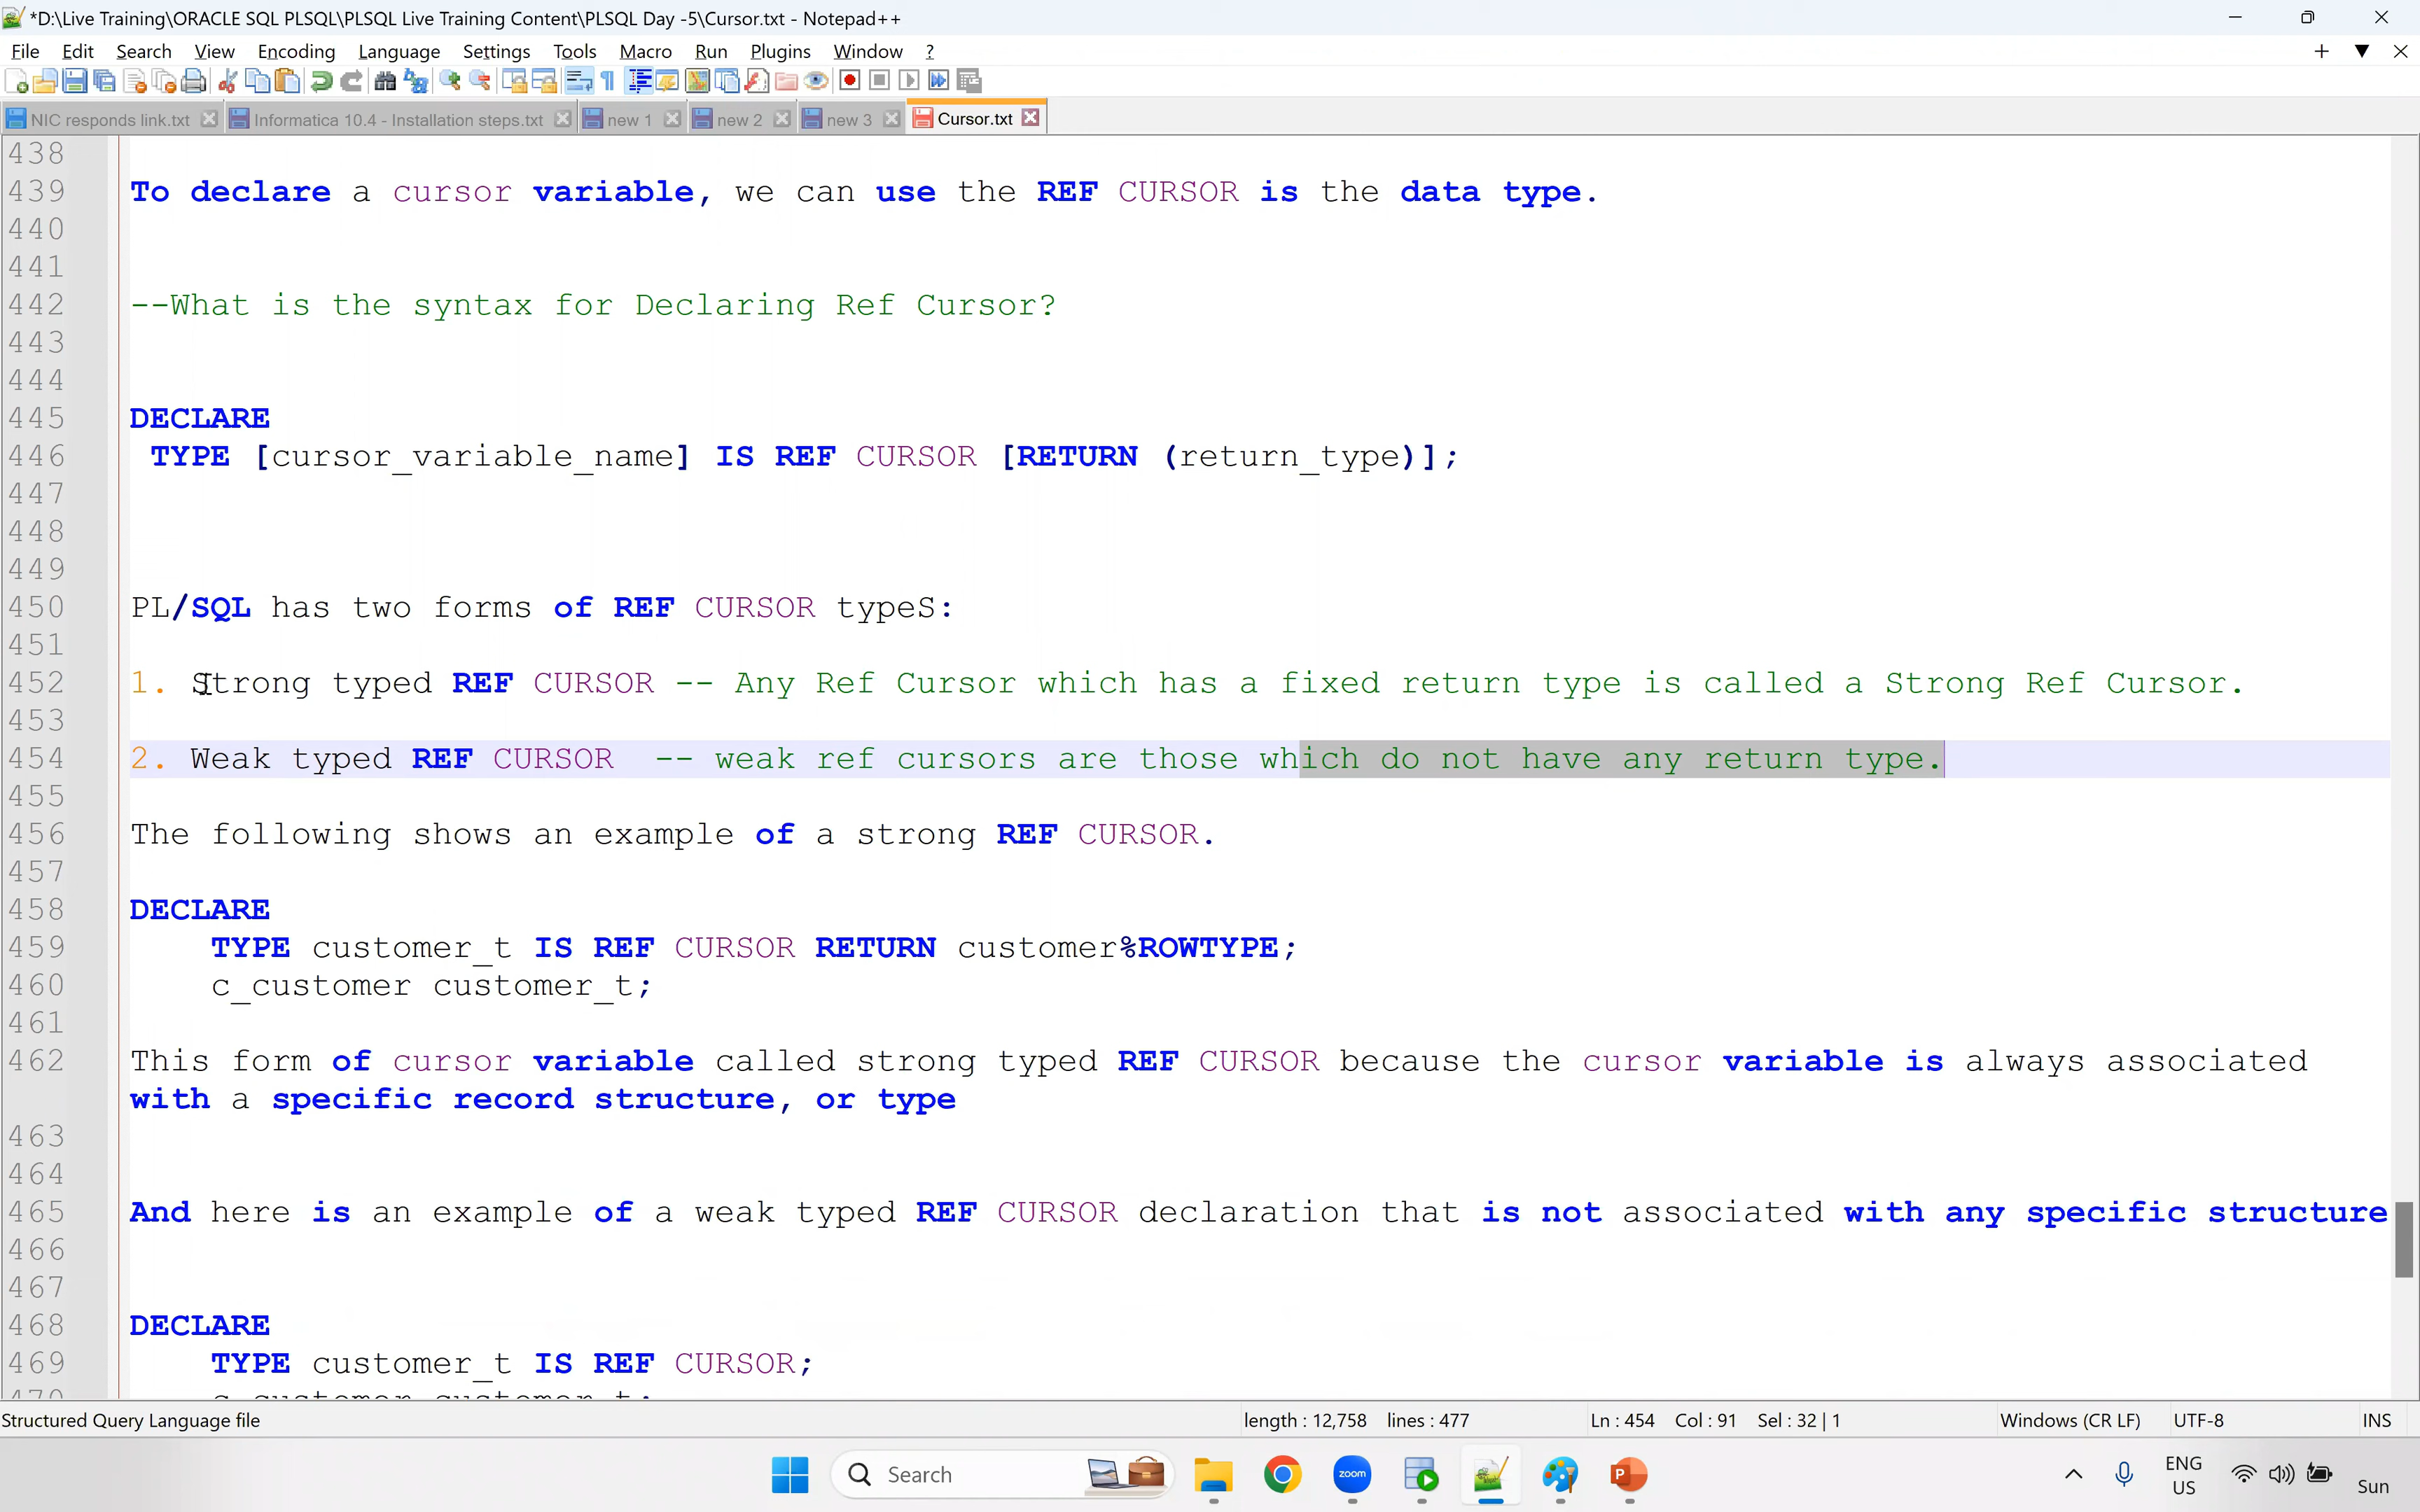 *D:\Live Training\ORACLE SQL PLSQL\PLSQL Live Training Content\PLSQL Day -5\Cursor.txt - Notepad++
File Edit Search View Encoding Language Settings Tools Macro Run Plugins Window ?
NIC responds link.txt Informatica 10.4 - Installation steps.txt new 1 new 2 new 3 Cursor.txt
438
439 To declare a cursor variable, we can use the REF CURSOR is the data type.
440
441
442 --What is the syntax for Declaring Ref Cursor?
443
444
445 DECLARE
446 TYPE [cursor_variable_name] IS REF CURSOR [RETURN (return_type)];
447
448
449
450 PL/SQL has two forms of REF CURSOR typeS:
451
452 1. Strong typed REF CURSOR -- Any Ref Cursor which has a fixed return type is called a Strong Ref Cursor.
453
454 2. Weak typed REF CURSOR -- weak ref cursors are those which do not have any return type.
455
456 The following shows an example of a strong REF CURSOR.
457
458 DECLARE
459 TYPE customer_t IS REF CURSOR RETURN customer%ROWTYPE;
460 c_customer customer_t;
461
462 This form of cursor variable called strong typed REF CURSOR because the cursor variable is always associated
with a specific record structure, or type
463
464
465 And here is an example of a weak typed REF CURSOR declaration that is not associated with any specific structure
466
467
468 DECLARE
469 TYPE customer_t IS REF CURSOR;
470 c_customer customer_t;
Structured Query Language file length : 12,758 lines : 477 Ln : 454 Col : 91 Sel : 32 | 1 Windows (CR LF) UTF-8 INS
Search zoom P ENG
US Sun